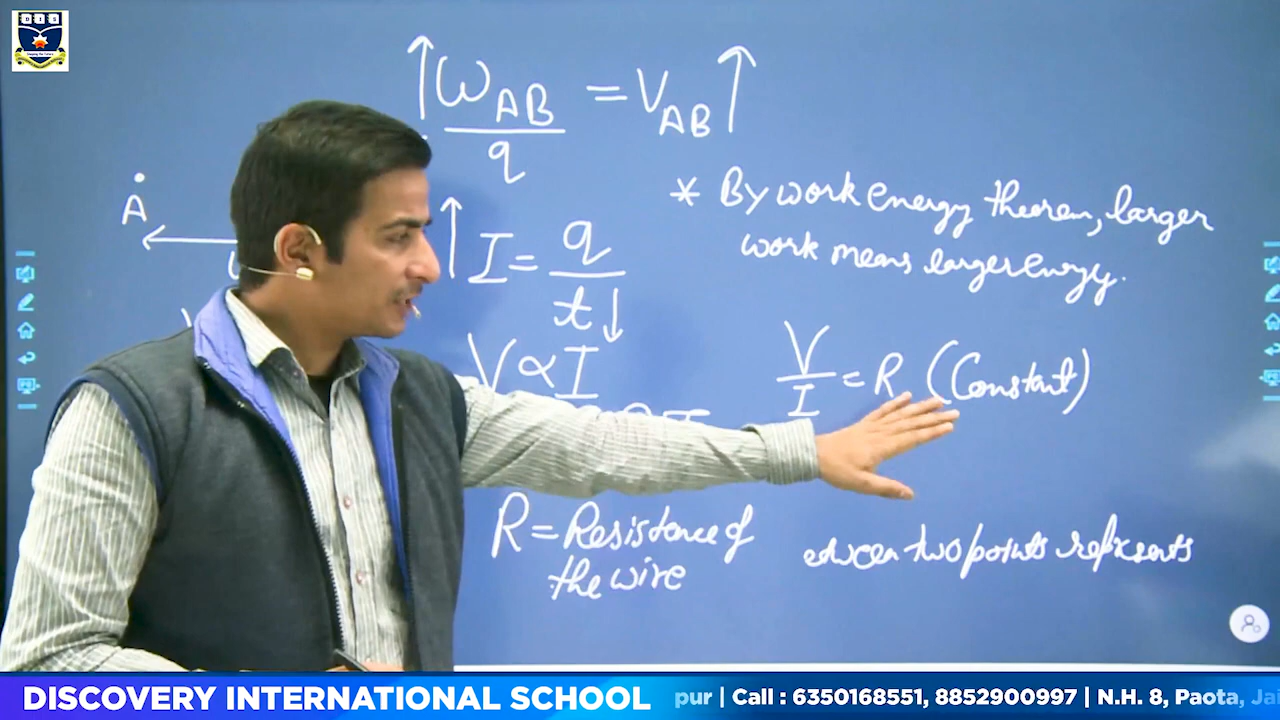 ↑ W_AB / q = V_AB ↑
* By work energy theorem, larger
work means larger energy.
A
↑ I = q / t ↓
V ∝ I
V / I = R (Constant)
R = Resistance of
the wire
etween two points represents
DISCOVERY INTERNATIONAL SCHOOL
pur | Call : 6350168551, 8852900997 | N.H. 8, Paota, Jai